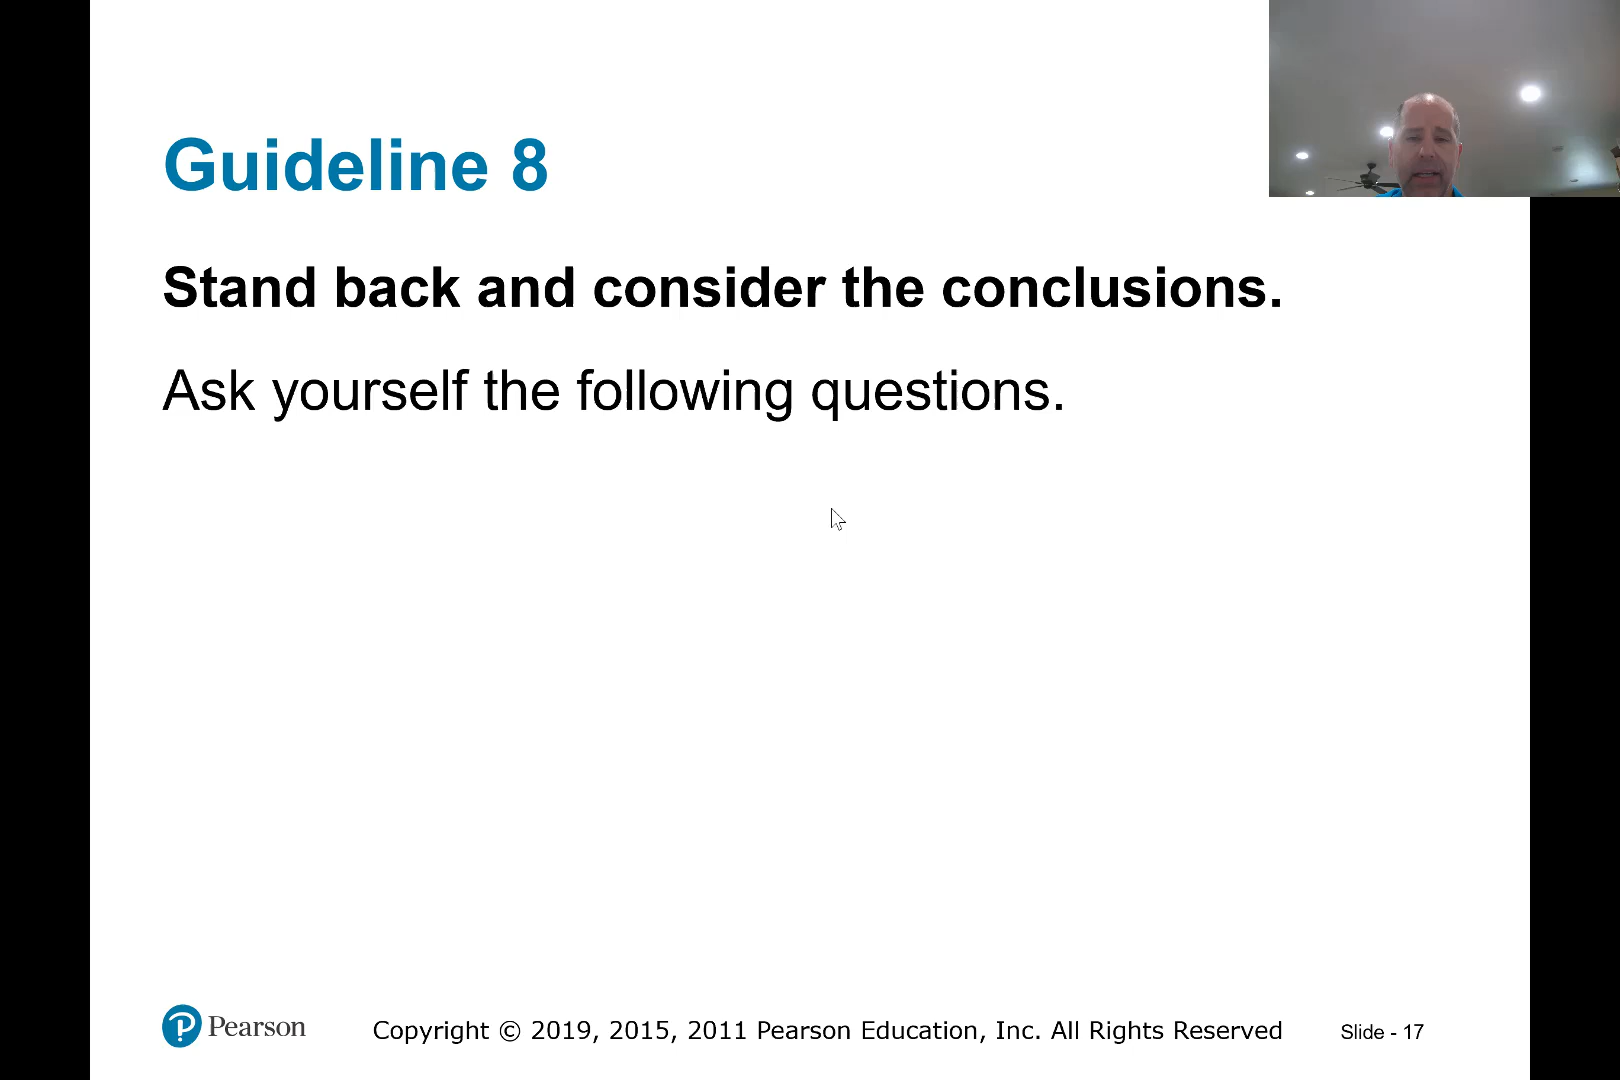 Guideline 8
Stand back and consider the conclusions.
Ask yourself the following questions.
Pearson
Copyright © 2019, 2015, 2011 Pearson Education, Inc. All Rights Reserved
Slide - 17